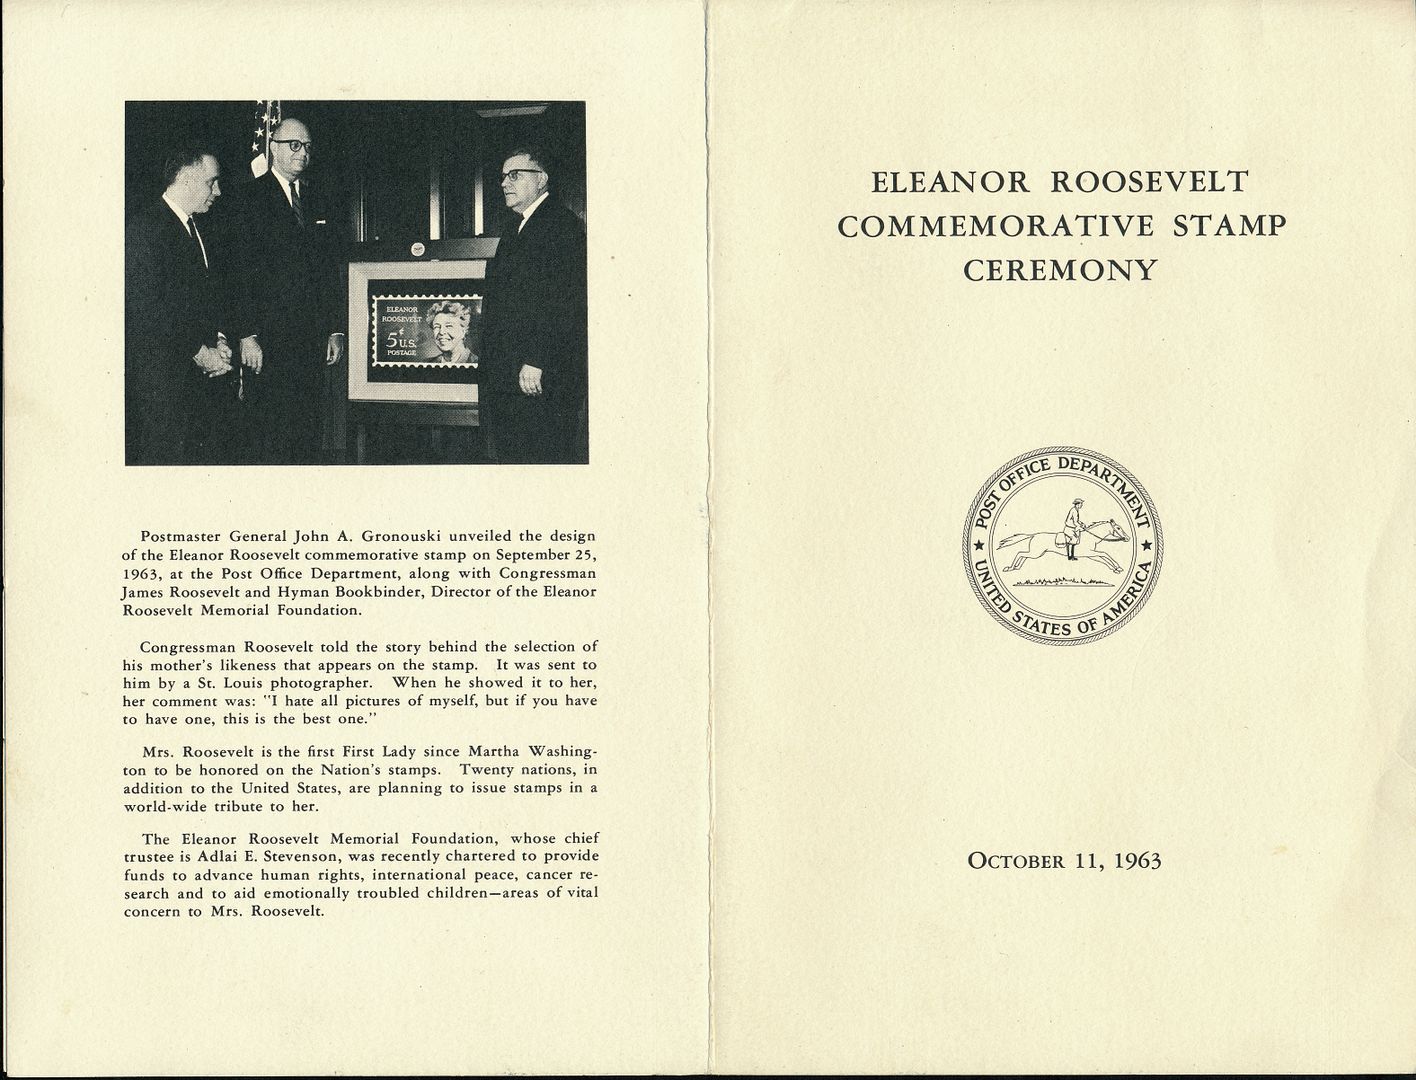 ELEANOR
ROOSEVELT
5¢ U.S.
POSTAGE
Postmaster General John A. Gronouski unveiled the design
of the Eleanor Roosevelt commemorative stamp on September 25,
1963, at the Post Office Department, along with Congressman
James Roosevelt and Hyman Bookbinder, Director of the Eleanor
Roosevelt Memorial Foundation.
Congressman Roosevelt told the story behind the selection of
his mother's likeness that appears on the stamp. It was sent to
him by a St. Louis photographer. When he showed it to her,
her comment was: "I hate all pictures of myself, but if you have
to have one, this is the best one."
Mrs. Roosevelt is the first First Lady since Martha Washing-
ton to be honored on the Nation's stamps. Twenty nations, in
addition to the United States, are planning to issue stamps in a
world-wide tribute to her.
The Eleanor Roosevelt Memorial Foundation, whose chief
trustee is Adlai E. Stevenson, was recently chartered to provide
funds to advance human rights, international peace, cancer re-
search and to aid emotionally troubled children—areas of vital
concern to Mrs. Roosevelt.
ELEANOR ROOSEVELT
COMMEMORATIVE STAMP
CEREMONY
POST OFFICE DEPARTMENT
★ UNITED STATES OF AMERICA ★
OCTOBER 11, 1963